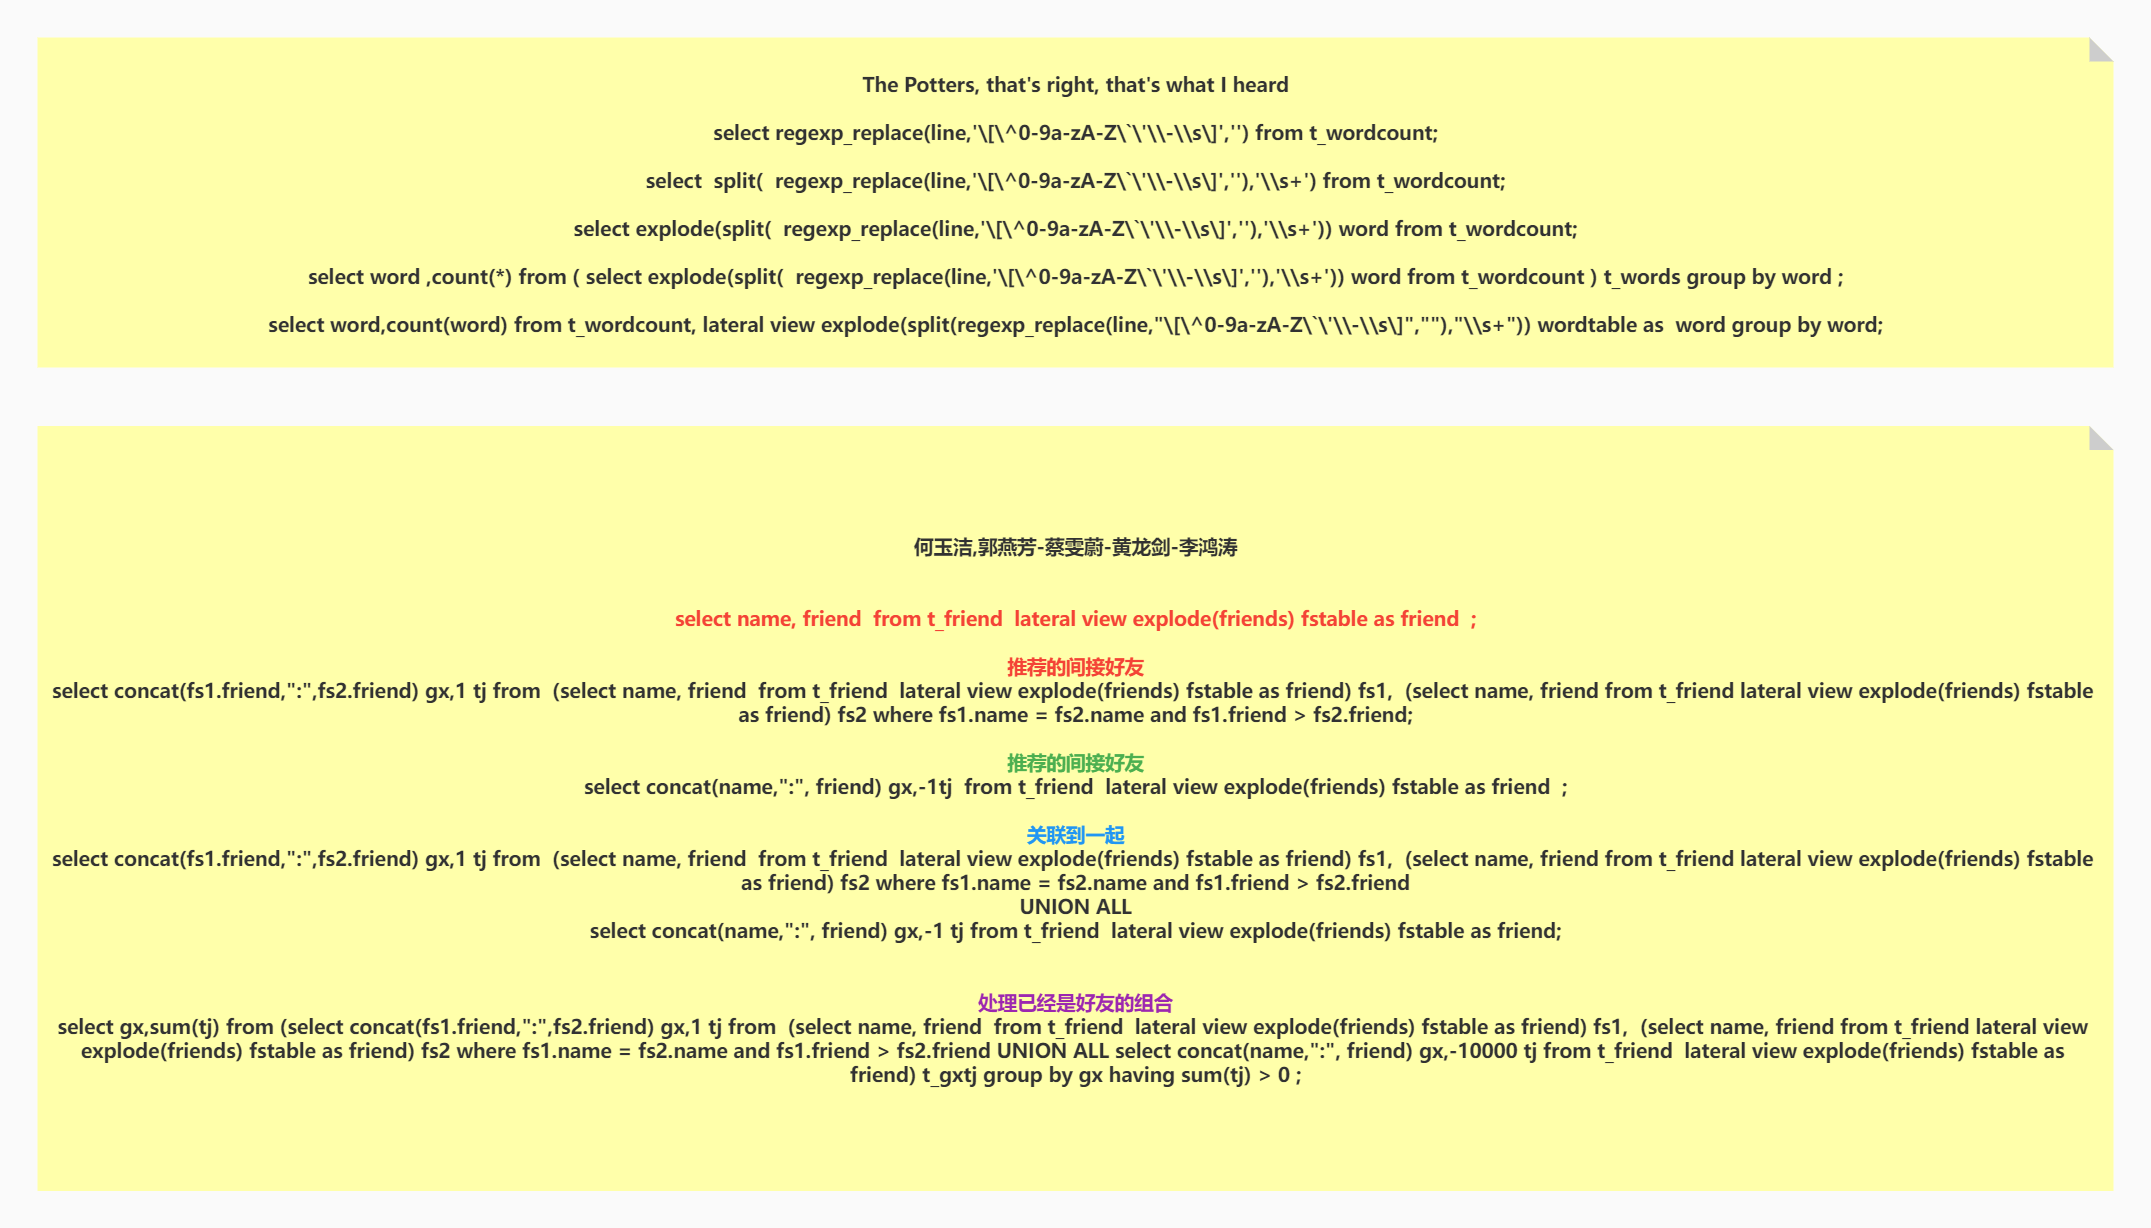 The Potters, that's right, that's what I heard
select regexp_replace(line,'\[\^0-9a-zA-Z\`\'\\-\\s\]','') from t_wordcount;
select  split(  regexp_replace(line,'\[\^0-9a-zA-Z\`\'\\-\\s\]',''),'\\s+') from t_wordcount;
select explode(split(  regexp_replace(line,'\[\^0-9a-zA-Z\`\'\\-\\s\]',''),'\\s+')) word from t_wordcount;
select word ,count(*) from ( select explode(split(  regexp_replace(line,'\[\^0-9a-zA-Z\`\'\\-\\s\]',''),'\\s+')) word from t_wordcount ) t_words group by word ;
select word,count(word) from t_wordcount, lateral view explode(split(regexp_replace(line,"\[\^0-9a-zA-Z\`\'\\-\\s\]",""),"\\s+")) wordtable as  word group by word;
何玉洁,郭燕芳-蔡雯蔚-黄龙剑-李鸿涛
select name, friend  from t_friend  lateral view explode(friends) fstable as friend  ;
推荐的间接好友
select concat(fs1.friend,":",fs2.friend) gx,1 tj from  (select name, friend  from t_friend  lateral view explode(friends) fstable as friend) fs1,  (select name, friend from t_friend lateral view explode(friends) fstable
as friend) fs2 where fs1.name = fs2.name and fs1.friend > fs2.friend;
推荐的间接好友
select concat(name,":", friend) gx,-1tj  from t_friend  lateral view explode(friends) fstable as friend  ;
关联到一起
select concat(fs1.friend,":",fs2.friend) gx,1 tj from  (select name, friend  from t_friend  lateral view explode(friends) fstable as friend) fs1,  (select name, friend from t_friend lateral view explode(friends) fstable
as friend) fs2 where fs1.name = fs2.name and fs1.friend > fs2.friend
UNION ALL
select concat(name,":", friend) gx,-1 tj from t_friend  lateral view explode(friends) fstable as friend;
处理已经是好友的组合
select gx,sum(tj) from (select concat(fs1.friend,":",fs2.friend) gx,1 tj from  (select name, friend  from t_friend  lateral view explode(friends) fstable as friend) fs1,  (select name, friend from t_friend lateral view
explode(friends) fstable as friend) fs2 where fs1.name = fs2.name and fs1.friend > fs2.friend UNION ALL select concat(name,":", friend) gx,-10000 tj from t_friend  lateral view explode(friends) fstable as
friend) t_gxtj group by gx having sum(tj) > 0 ;